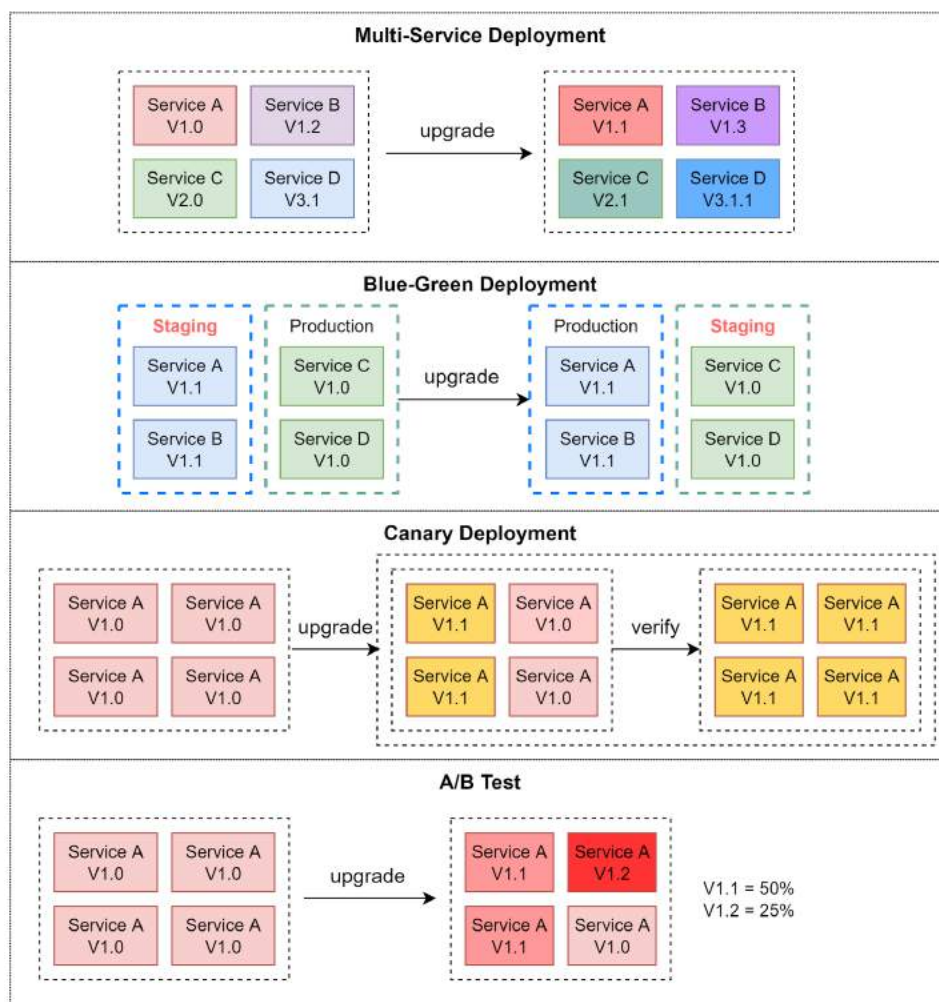 Multi-Service Deployment
Service A
V1.0
Service B
V1.2
Service C
V2.0
Service D
V3.1
upgrade
Service A
V1.1
Service B
V1.3
Service C
V2.1
Service D
V3.1.1
Blue-Green Deployment
Staging
Service A
V1.1
Service B
V1.1
Production
Service C
V1.0
Service D
V1.0
upgrade
Production
Service A
V1.1
Service B
V1.1
Staging
Service C
V1.0
Service D
V1.0
Canary Deployment
Service A
V1.0
Service A
V1.0
Service A
V1.0
Service A
V1.0
upgrade
Service A
V1.1
Service A
V1.0
Service A
V1.1
Service A
V1.0
verify
Service A
V1.1
Service A
V1.1
Service A
V1.1
Service A
V1.1
A/B Test
Service A
V1.0
Service A
V1.0
Service A
V1.0
Service A
V1.0
upgrade
Service A
V1.1
Service A
V1.2
Service A
V1.1
Service A
V1.0
V1.1 = 50%
V1.2 = 25%